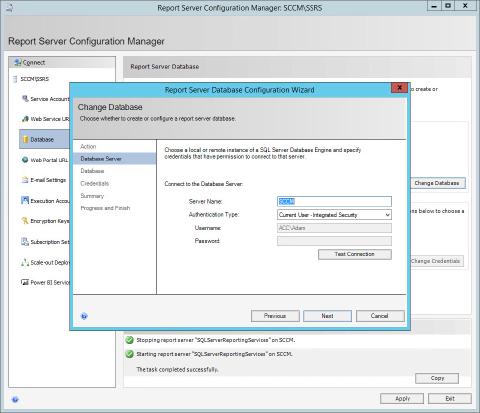 Report Server Configuration Manager: SCCM\SSRS
Report Server Configuration Manager
Connect
SCCM\SSRS
Service Account
Web Service UR
Database
Web Portal URL
E-mail Settings
Execution Accou
Encryption Keys
Subscription Set
Scale-out Deploy
Power BI Service
Report Server Database
o create or
Change Database
ns below to choose a
Change Credentials
Report Server Database Configuration Wizard
Change Database
Choose whether to create or configure a report server database.
Action
Database Server
Database
Credentials
Summary
Progress and Finish
Choose a local or remote instance of a SQL Server Database Engine and specify
credentials that have permission to connect to that server.
Connect to the Database Server:
Server Name:
SCCM
Authentication Type:
Current User - Integrated Security
Username:
ACC\Adam
Password:
Test Connection
Previous
Next
Cancel
Stopping report server "SQLServerReportingServices" on SCCM.
Starting report server "SQLServerReportingServices" on SCCM.
The task completed successfully.
Copy
Apply
Exit